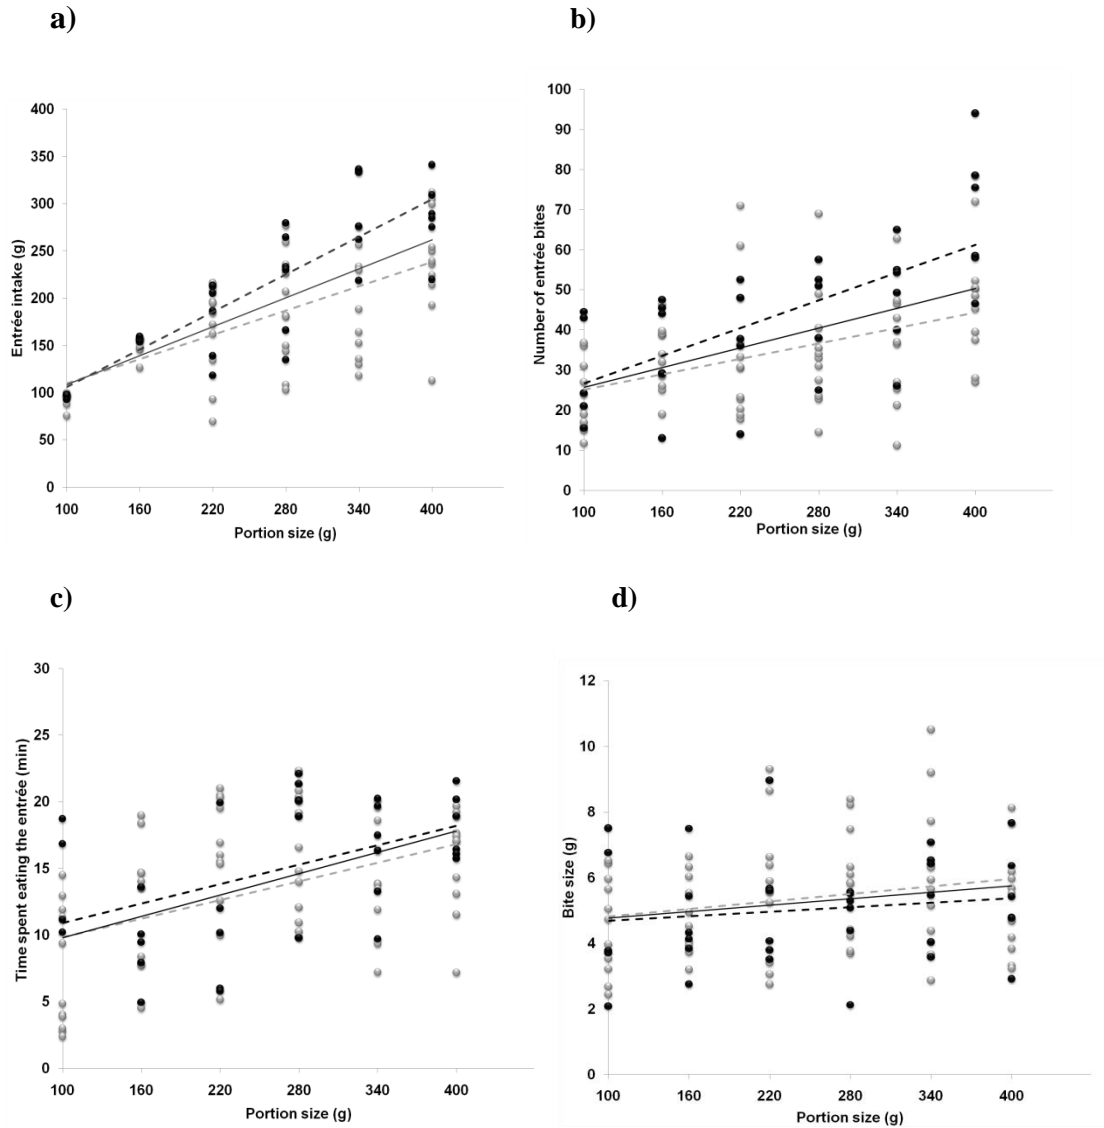 a)
Entrée intake (g)
400
350
300
250
200
150
100
50
0
100 160 220 280 340 400
Portion size (g)
b)
Number of entrée bites
100
90
80
70
60
50
40
30
20
10
0
100 160 220 280 340 400
Portion size (g)
c)
Time spent eating the entrée (min)
30
25
20
15
10
5
0
100 160 220 280 340 400
Portion size (g)
d)
Bite size (g)
12
10
8
6
4
2
0
100 160 220 280 340 400
Portion size (g)